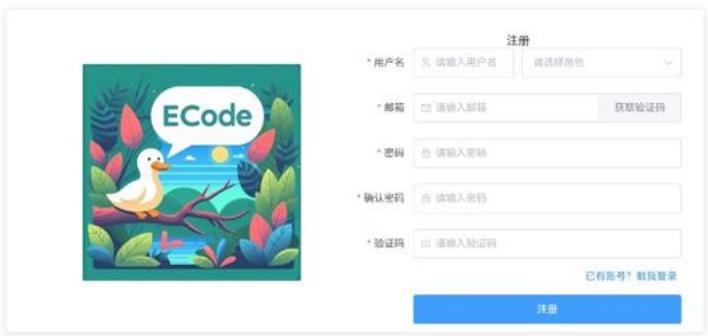 注册
ECode
* 用户名 请输入用户名 请选择角色
* 邮箱 请输入邮箱 获取验证码
* 密码 请输入密码
* 确认密码 请输入密码
* 验证码 请输入验证码
已有账号？戳我登录
注册